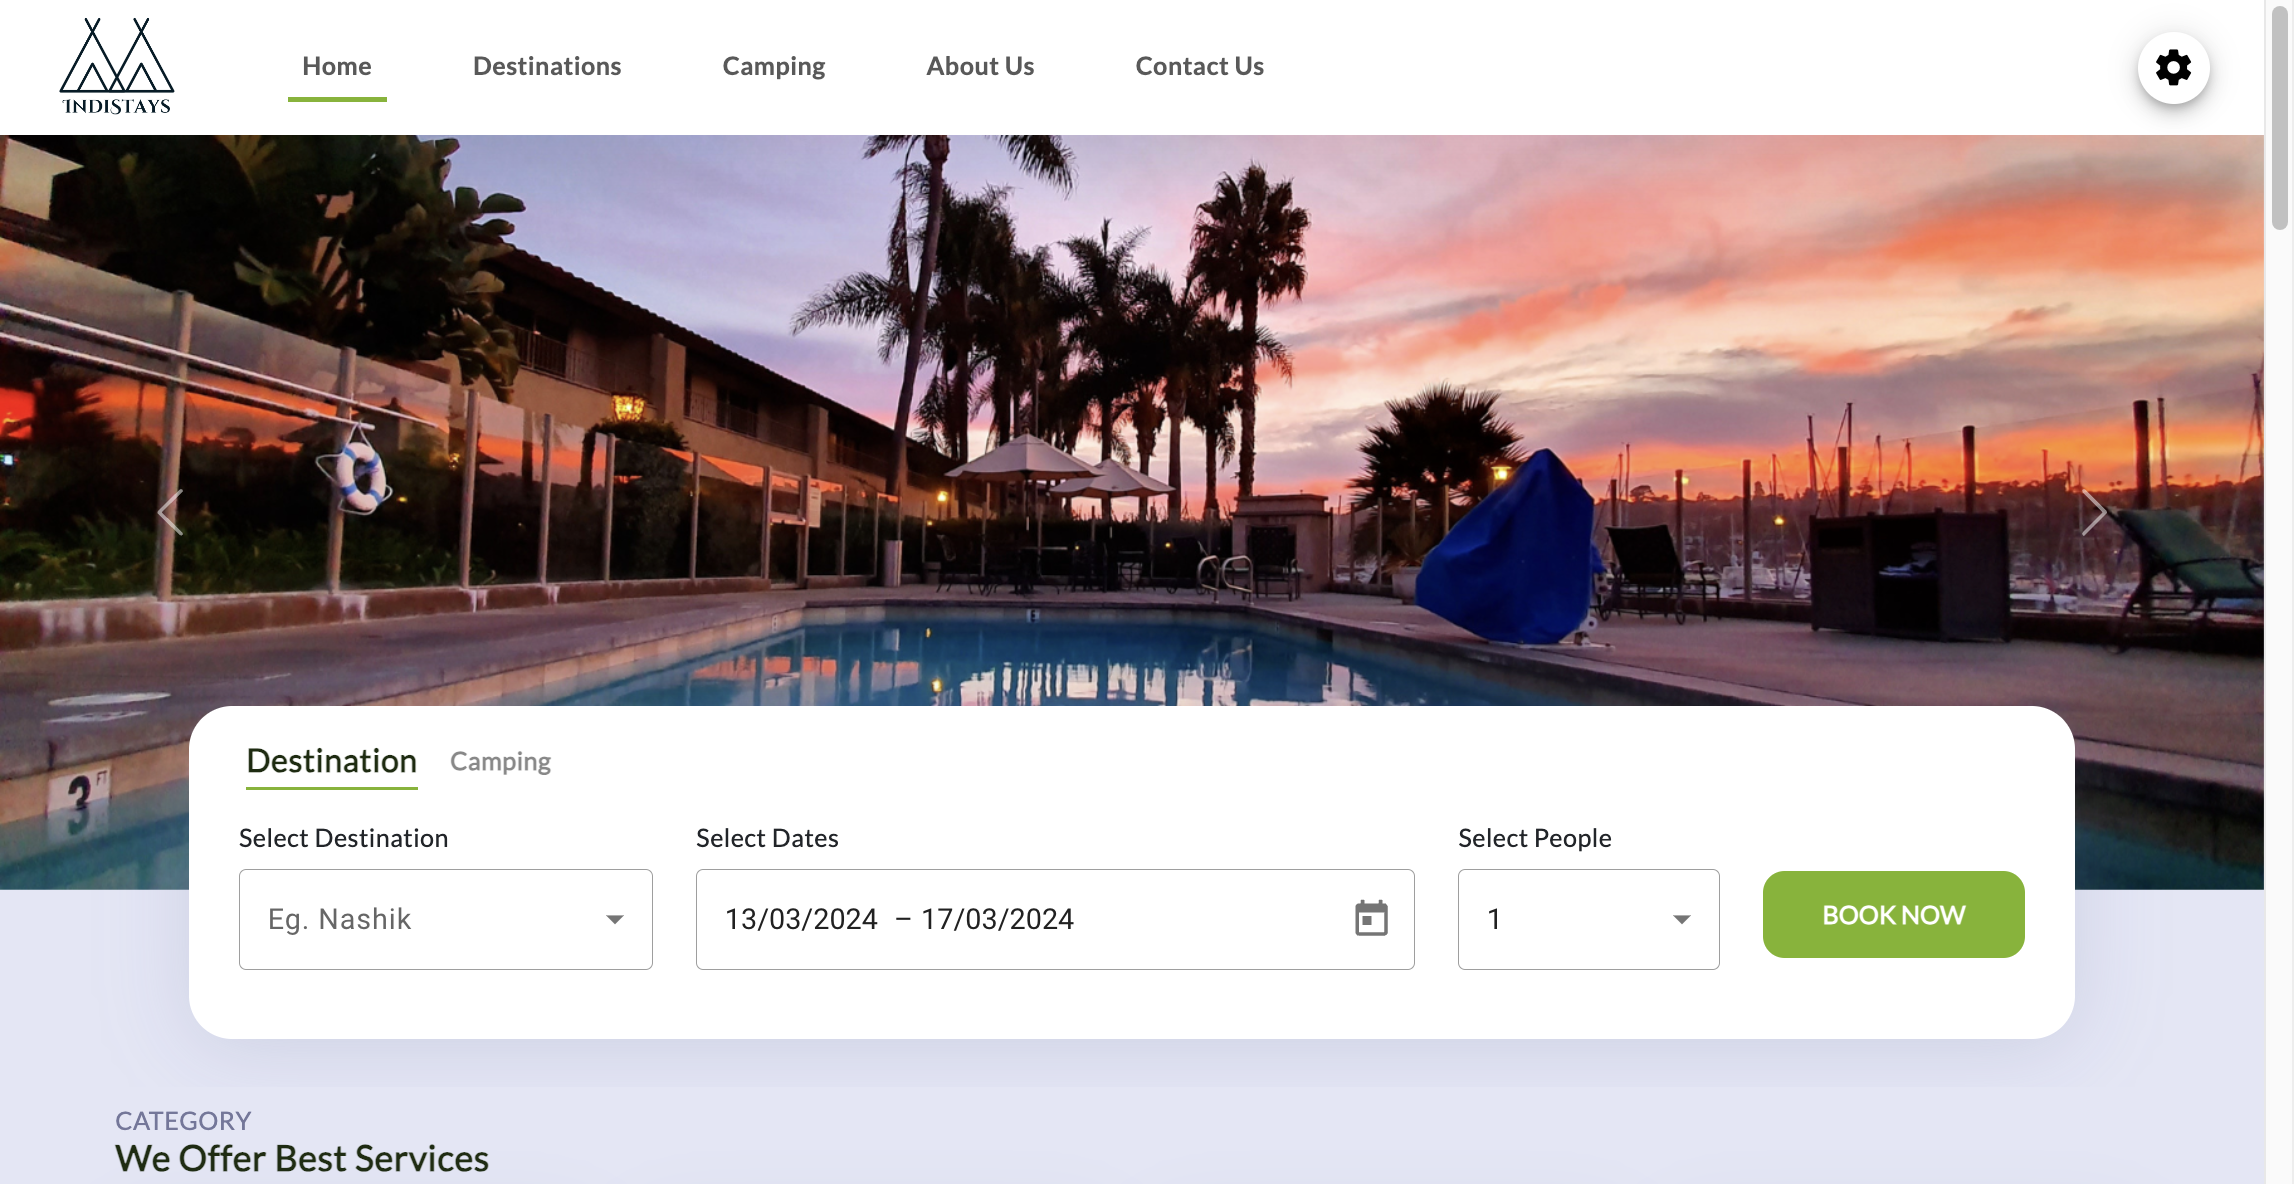 INDISTAYS
Home Destinations Camping About Us Contact Us
3 FT
Destination Camping
Select Destination Select Dates Select People
Eg. Nashik 13/03/2024 – 17/03/2024 1 BOOK NOW
CATEGORY
We Offer Best Services